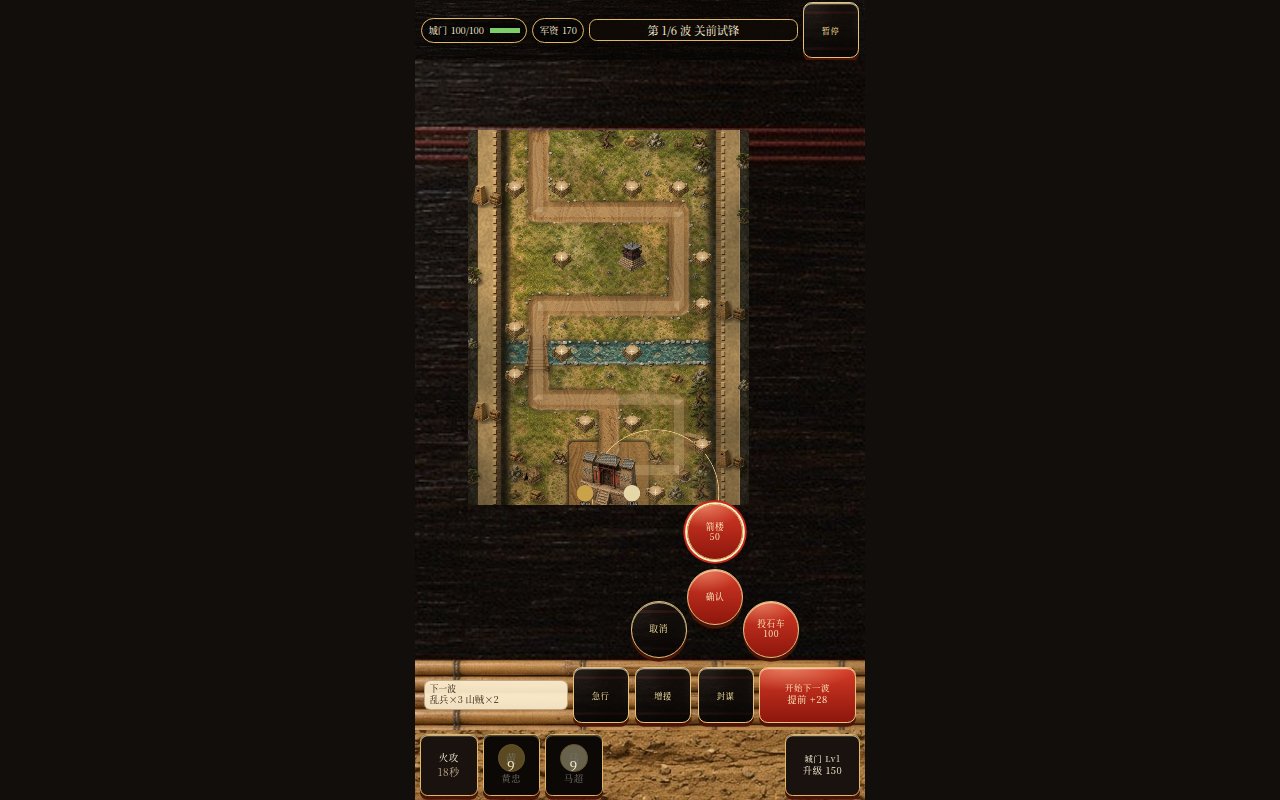 城门 100/100
军资 170
第 1/6 波 关前试锋
暂停
箭楼
50
确认
取消
投石车
100
下一波
乱兵×3 山贼×2
急行
增援
封谋
开始下一波
提前 +28
火攻
18秒
9
黄忠
9
马超
城门 Lv1
升级 150